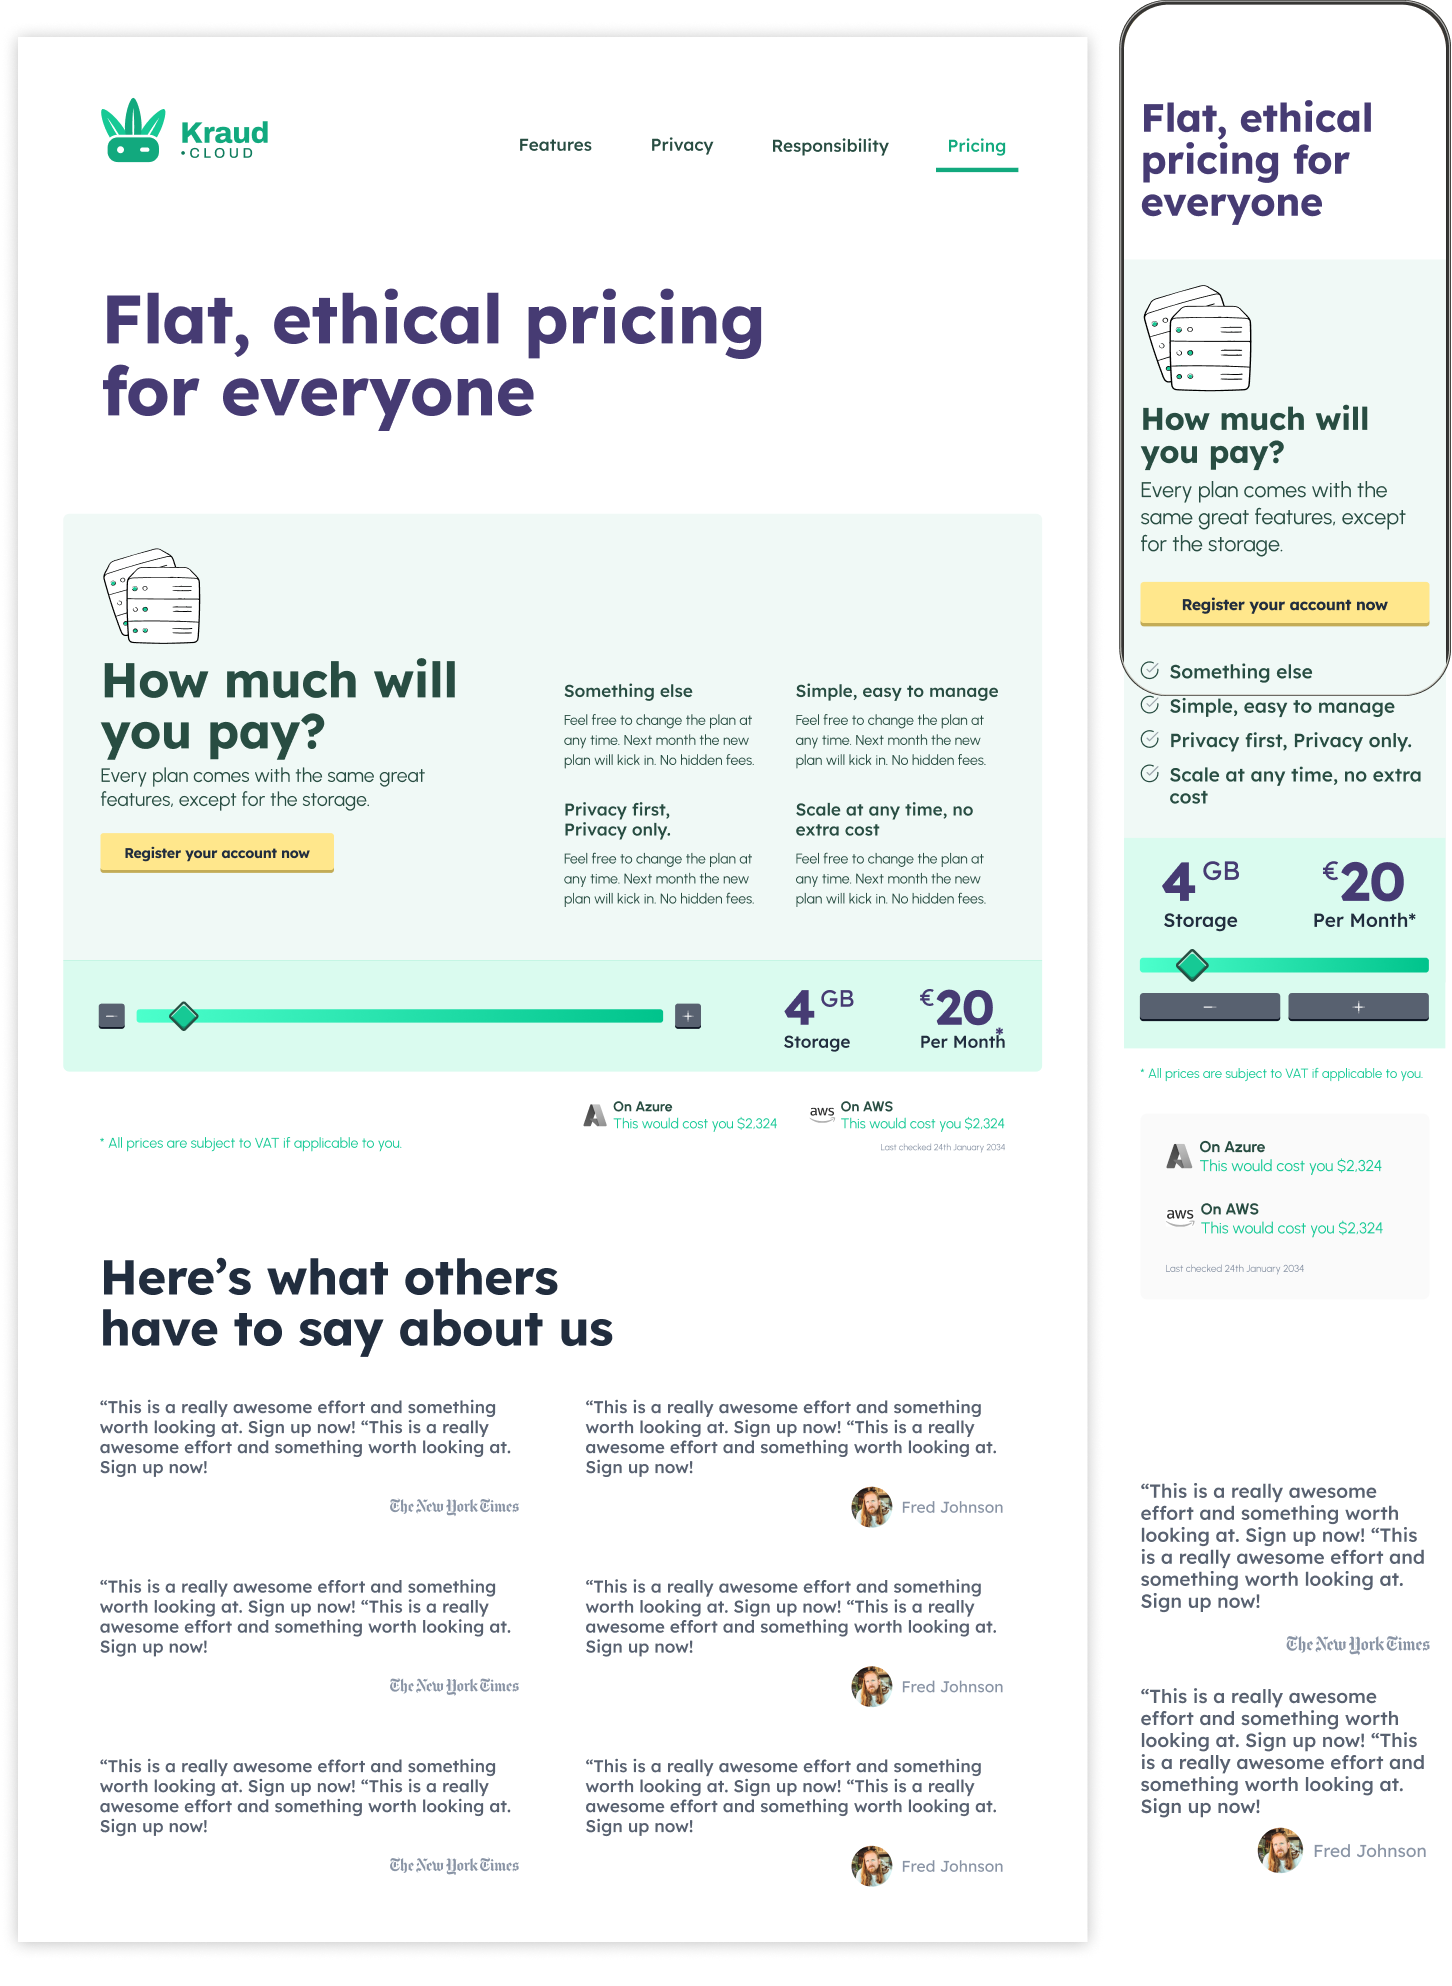 Kraud
•CLOUD
Features
Privacy
Responsibility
Pricing
Flat, ethical pricing
for everyone
How much will
you pay?
Every plan comes with the same great
features, except for the storage.
Register your account now
Something else
Feel free to change the plan at
any time. Next month the new
plan will kick in. No hidden fees.
Simple, easy to manage
Feel free to change the plan at
any time. Next month the new
plan will kick in. No hidden fees.
Privacy first,
Privacy only.
Feel free to change the plan at
any time. Next month the new
plan will kick in. No hidden fees.
Scale at any time, no
extra cost
Feel free to change the plan at
any time. Next month the new
plan will kick in. No hidden fees.
−
+
4 GB
Storage
€20
Per Month*
* All prices are subject to VAT if applicable to you.
On Azure
This would cost you $2,324
aws
On AWS
This would cost you $2,324
Last checked 24th January 2034
Here’s what others
have to say about us
“This is a really awesome effort and something
worth looking at. Sign up now! “This is a really
awesome effort and something worth looking at.
Sign up now!
The New York Times
“This is a really awesome effort and something
worth looking at. Sign up now! “This is a really
awesome effort and something worth looking at.
Sign up now!
Fred Johnson
“This is a really awesome effort and something
worth looking at. Sign up now! “This is a really
awesome effort and something worth looking at.
Sign up now!
The New York Times
“This is a really awesome effort and something
worth looking at. Sign up now! “This is a really
awesome effort and something worth looking at.
Sign up now!
Fred Johnson
“This is a really awesome effort and something
worth looking at. Sign up now! “This is a really
awesome effort and something worth looking at.
Sign up now!
The New York Times
“This is a really awesome effort and something
worth looking at. Sign up now! “This is a really
awesome effort and something worth looking at.
Sign up now!
Fred Johnson
Flat, ethical
pricing for
everyone
How much will
you pay?
Every plan comes with the
same great features, except
for the storage.
Register your account now
Something else
Simple, easy to manage
Privacy first, Privacy only.
Scale at any time, no extra
cost
4 GB
Storage
€20
Per Month*
−
+
* All prices are subject to VAT if applicable to you.
On Azure
This would cost you $2,324
aws
On AWS
This would cost you $2,324
Last checked 24th January 2034
“This is a really awesome
effort and something worth
looking at. Sign up now! “This
is a really awesome effort and
something worth looking at.
Sign up now!
The New York Times
“This is a really awesome
effort and something worth
looking at. Sign up now! “This
is a really awesome effort and
something worth looking at.
Sign up now!
Fred Johnson